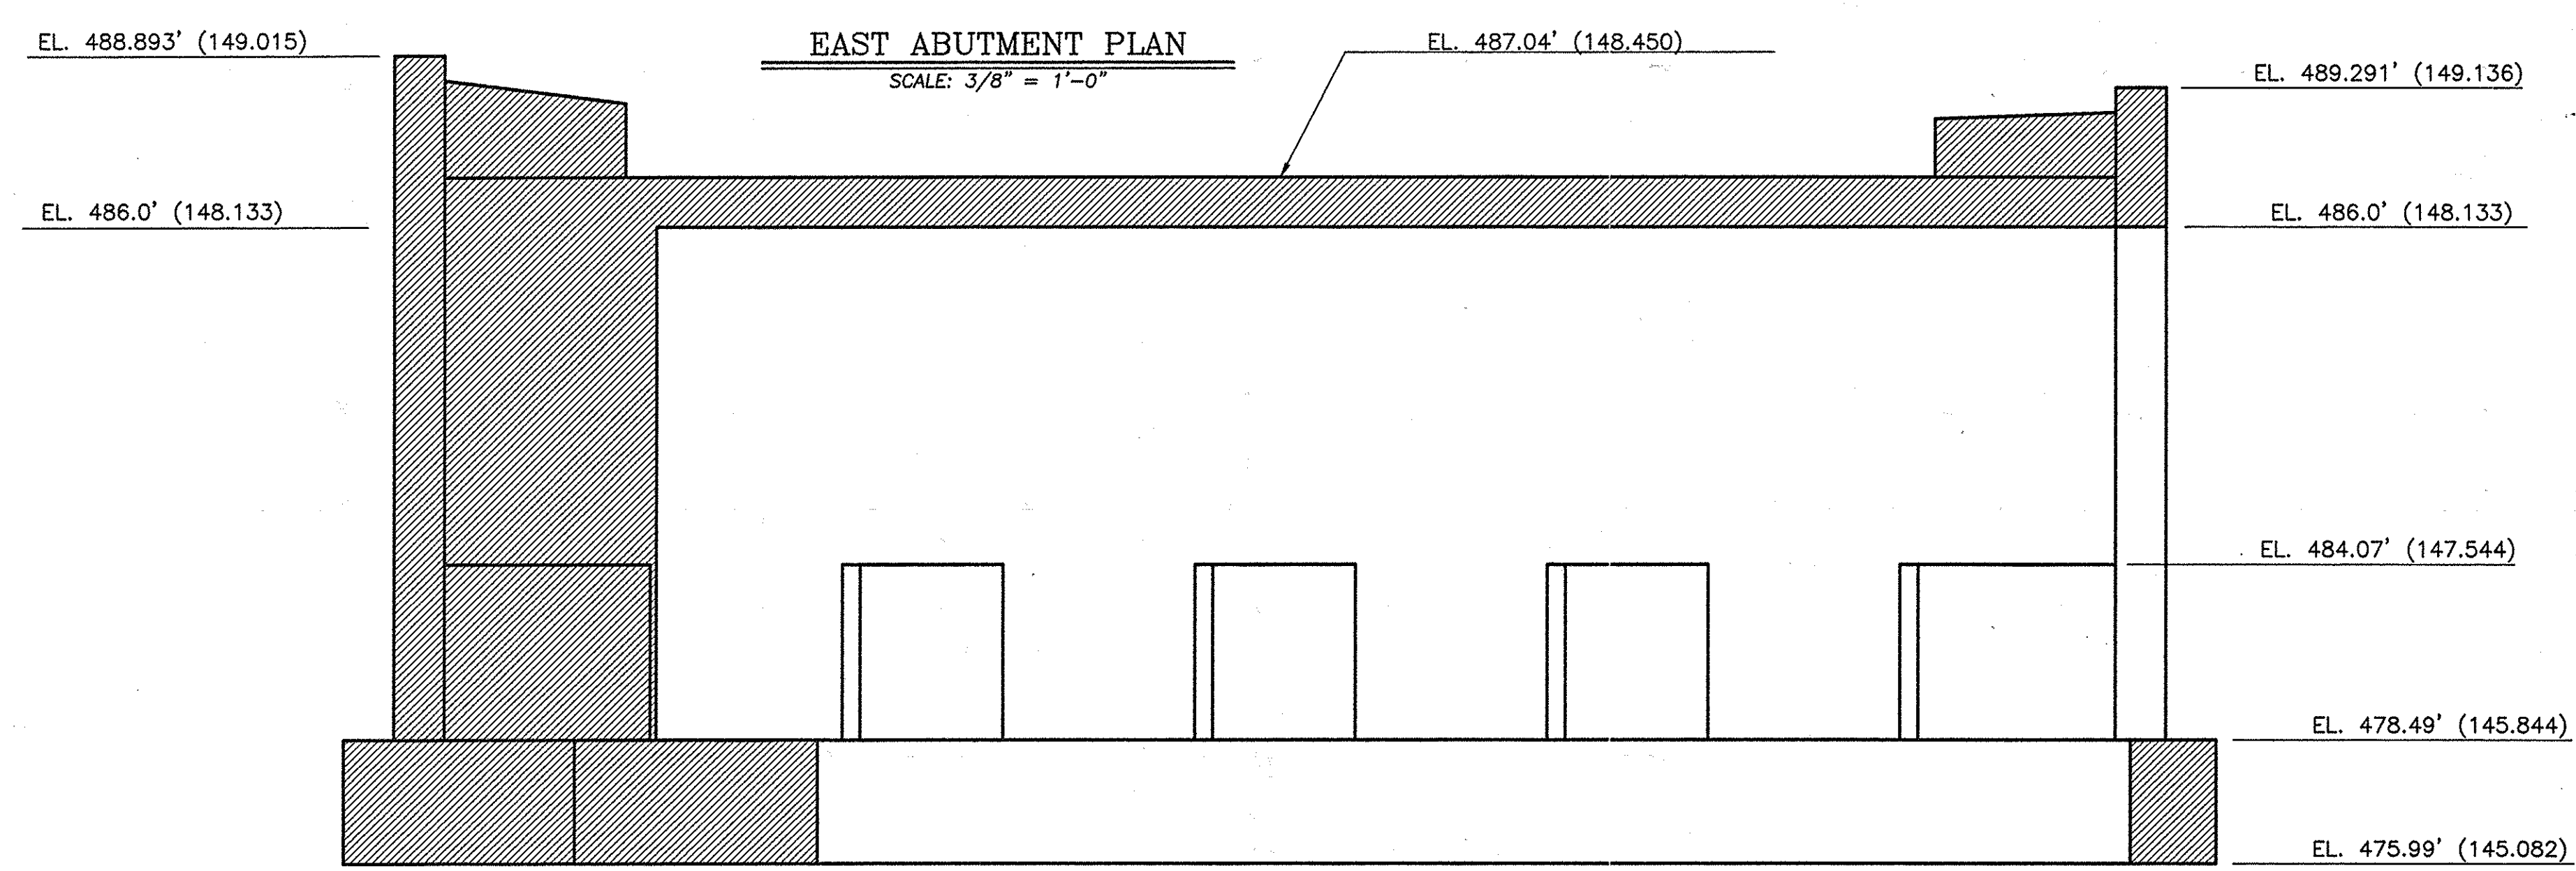 EL. 488.893' (149.015)
EAST ABUTMENT PLAN
SCALE: 3/8" = 1'-0"
EL. 487.04' (148.450)
EL. 489.291' (149.136)
EL. 486.0' (148.133)
EL. 486.0' (148.133)
EL. 484.07' (147.544)
EL. 478.49' (145.844)
EL. 475.99' (145.082)